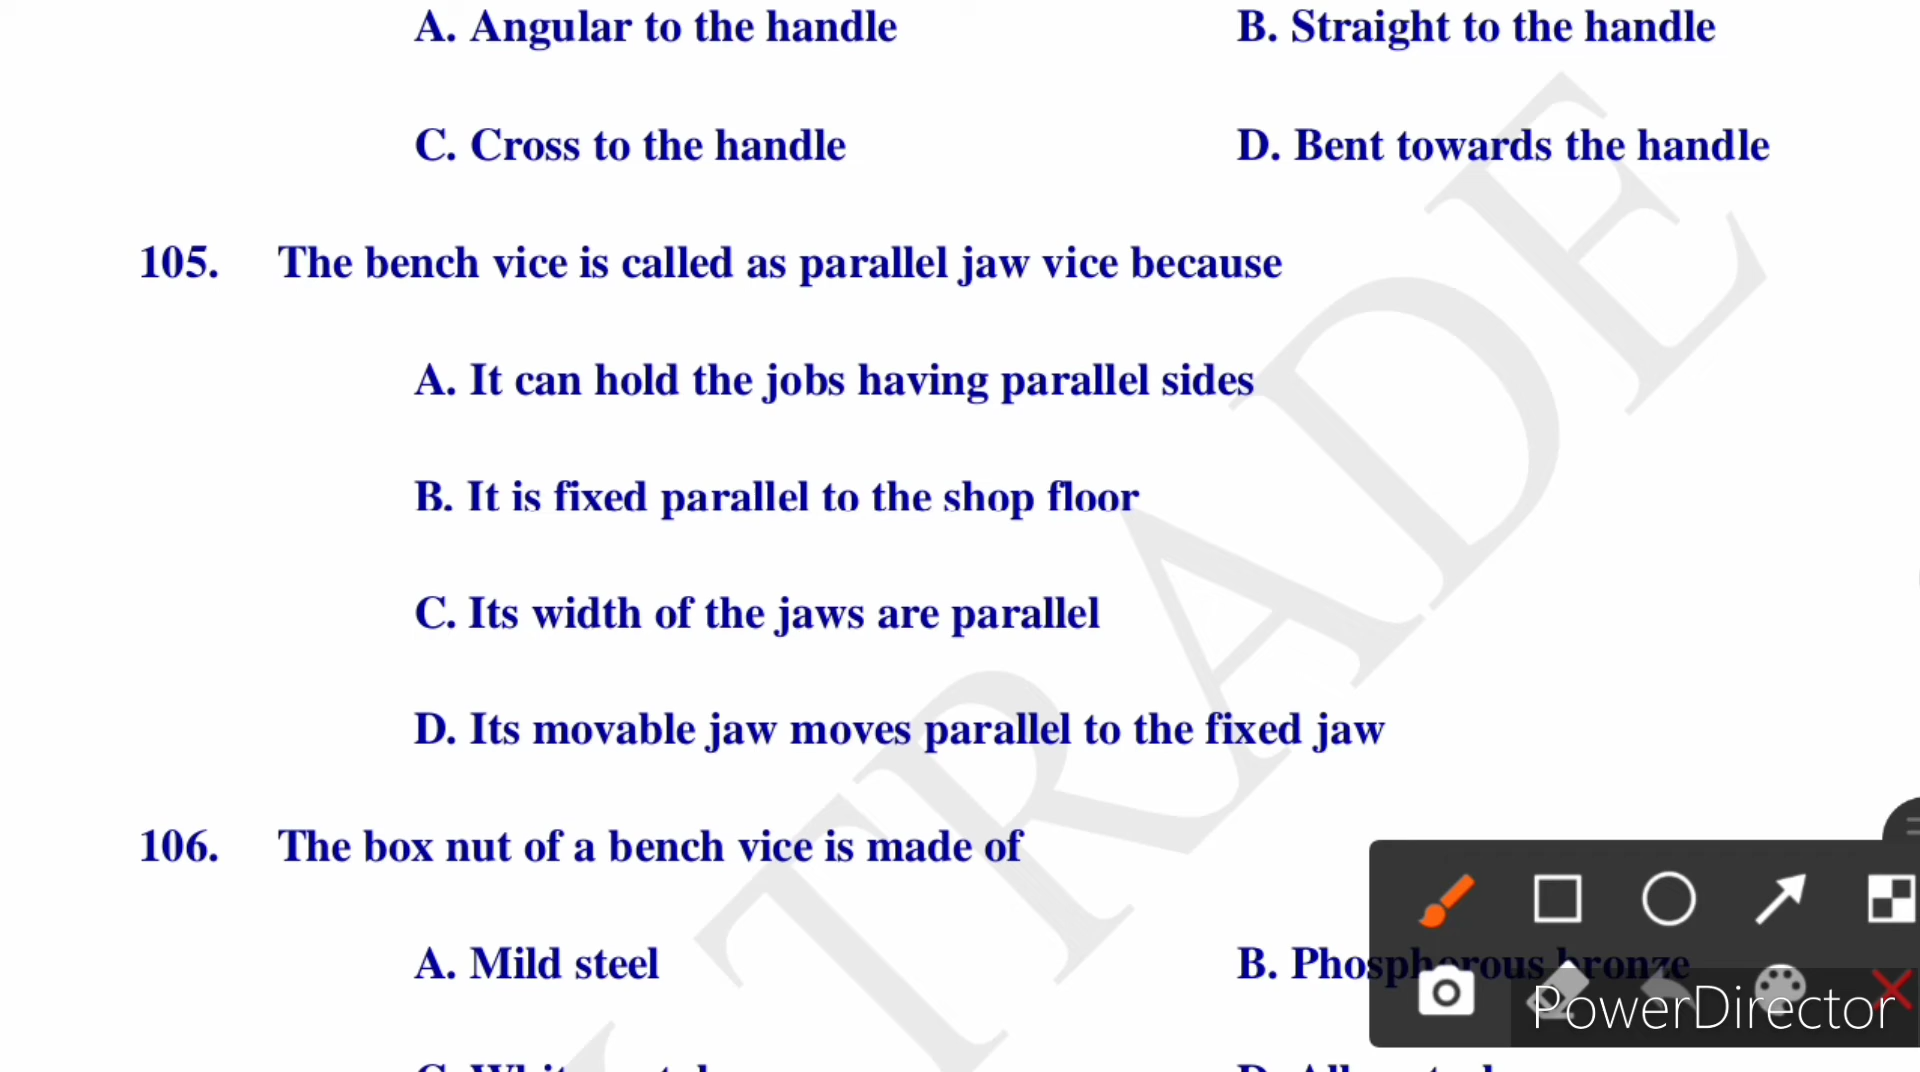 A. Angular to the handle B. Straight to the handle
C. Cross to the handle D. Bent towards the handle
105. The bench vice is called as parallel jaw vice because
A. It can hold the jobs having parallel sides
B. It is fixed parallel to the shop floor
C. Its width of the jaws are parallel
D. Its movable jaw moves parallel to the fixed jaw
106. The box nut of a bench vice is made of
A. Mild steel B. Phosphorous bronze
PowerDirector
TRADE